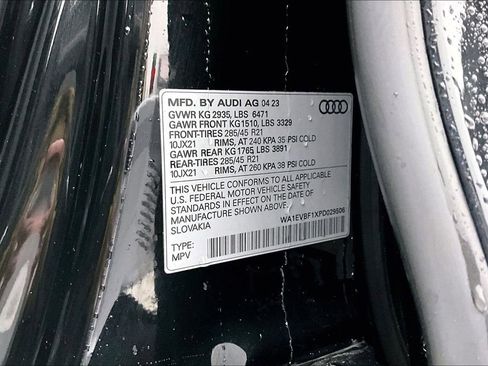 MFD. BY AUDI AG 04 23
GVWR KG 2935, LBS 6471
GAWR FRONT KG1510, LBS 3329
FRONT-TIRES 285/45 R21
10JX21 RIMS, AT 240 KPA 35 PSI COLD
GAWR REAR KG1765, LBS 3891
REAR-TIRES 285/45 R21
10JX21 RIMS, AT 260 KPA 38 PSI COLD
THIS VEHICLE CONFORMS TO ALL
U.S. FEDERAL MOTOR VEHICLE SAFETY
STANDARDS IN EFFECT ON THE DATE OF
MANUFACTURE SHOWN ABOVE.
SLOVAKIA
WA1EVBF1XPD029506
TYPE:
MPV